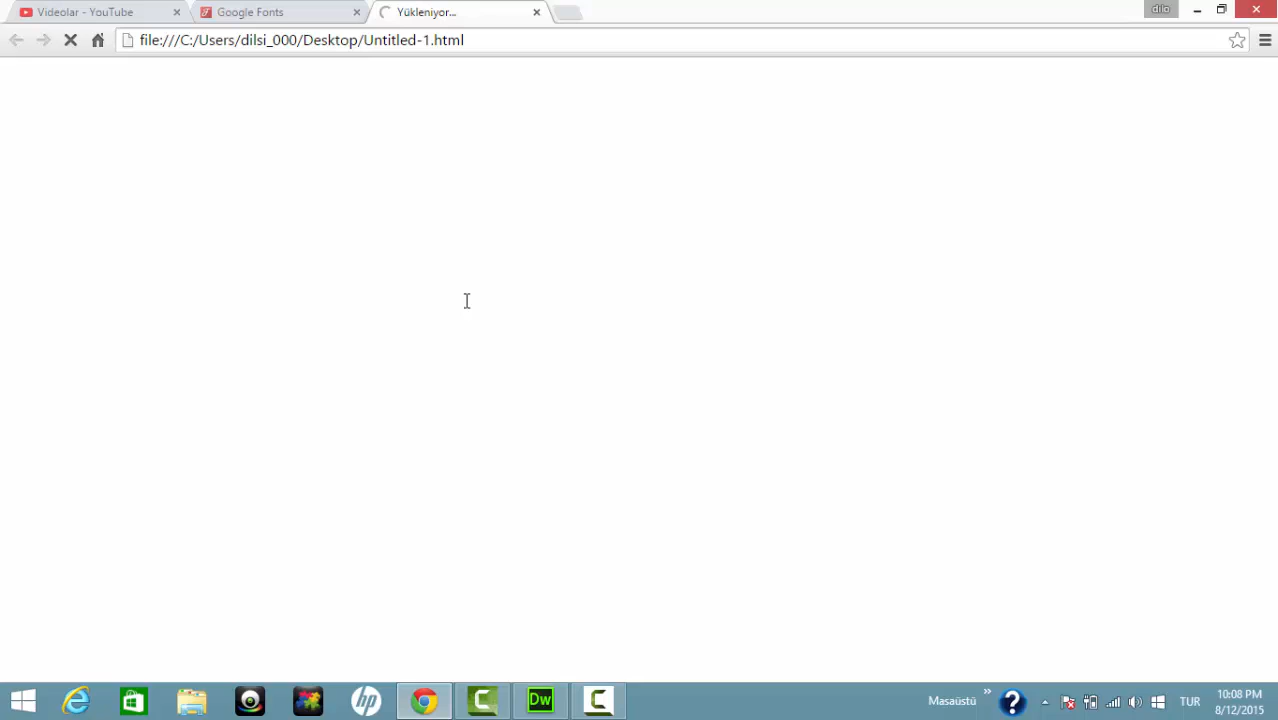 Videolar - YouTube
Google Fonts
Yükleniyor...
dilo
file:///C:/Users/dilsi_000/Desktop/Untitled-1.html
hp
Dw
Masaüstü
TUR
10:08 PM
8/12/2015